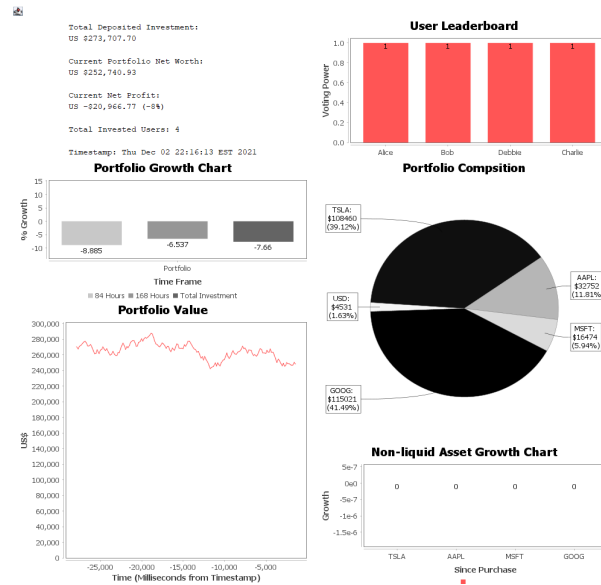 Total Deposited Investment:
US $273,707.70
Current Portfolio Net Worth:
US $252,740.93
Current Net Profit:
US -$20,966.77 (-8%)
Total Invested Users: 4
Timestamp: Thu Dec 02 22:16:13 EST 2021
User Leaderboard
Voting Power
1.0
0.8
0.6
0.4
0.2
0.0
1 1 1 1
Alice Bob Debbie Charlie
Portfolio Growth Chart
% Growth
15
10
5
0
-5
-10
-8.885 -6.537 -7.66
Portfolio
Time Frame
84 Hours 168 Hours Total Investment
Portfolio Compsition
TSLA:
$108460
(39.12%)
AAPL:
$32752
(11.81%)
USD:
$4531
(1.63%)
MSFT:
$16474
(5.94%)
GOOG:
$115021
(41.49%)
Portfolio Value
US$
300,000
280,000
260,000
240,000
220,000
200,000
180,000
160,000
140,000
120,000
100,000
80,000
60,000
40,000
20,000
0
-25,000 -20,000 -15,000 -10,000 -5,000
Time (Milliseconds from Timestamp)
Non-liquid Asset Growth Chart
Growth
5e-7
0e0
-5e-7
-1e-6
-1.5e-6
0 0 0 0
TSLA AAPL MSFT GOOG
Since Purchase